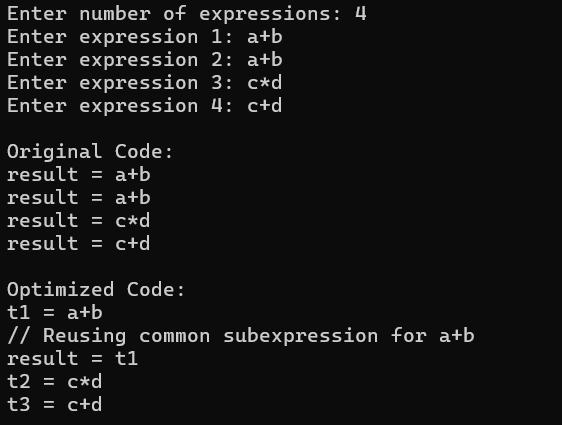 Enter number of expressions: 4
Enter expression 1: a+b
Enter expression 2: a+b
Enter expression 3: c*d
Enter expression 4: c+d
Original Code:
result = a+b
result = a+b
result = c*d
result = c+d
Optimized Code:
t1 = a+b
// Reusing common subexpression for a+b
result = t1
t2 = c*d
t3 = c+d